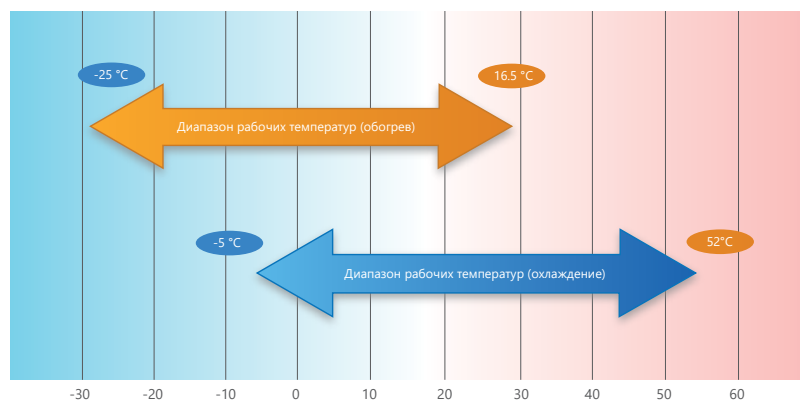 -25 °C
16.5 °C
Диапазон рабочих температур (обогрев)
-5 °C
52°C
Диапазон рабочих температур (охлаждение)
-30 -20 -10 0 10 20 30 40 50 60